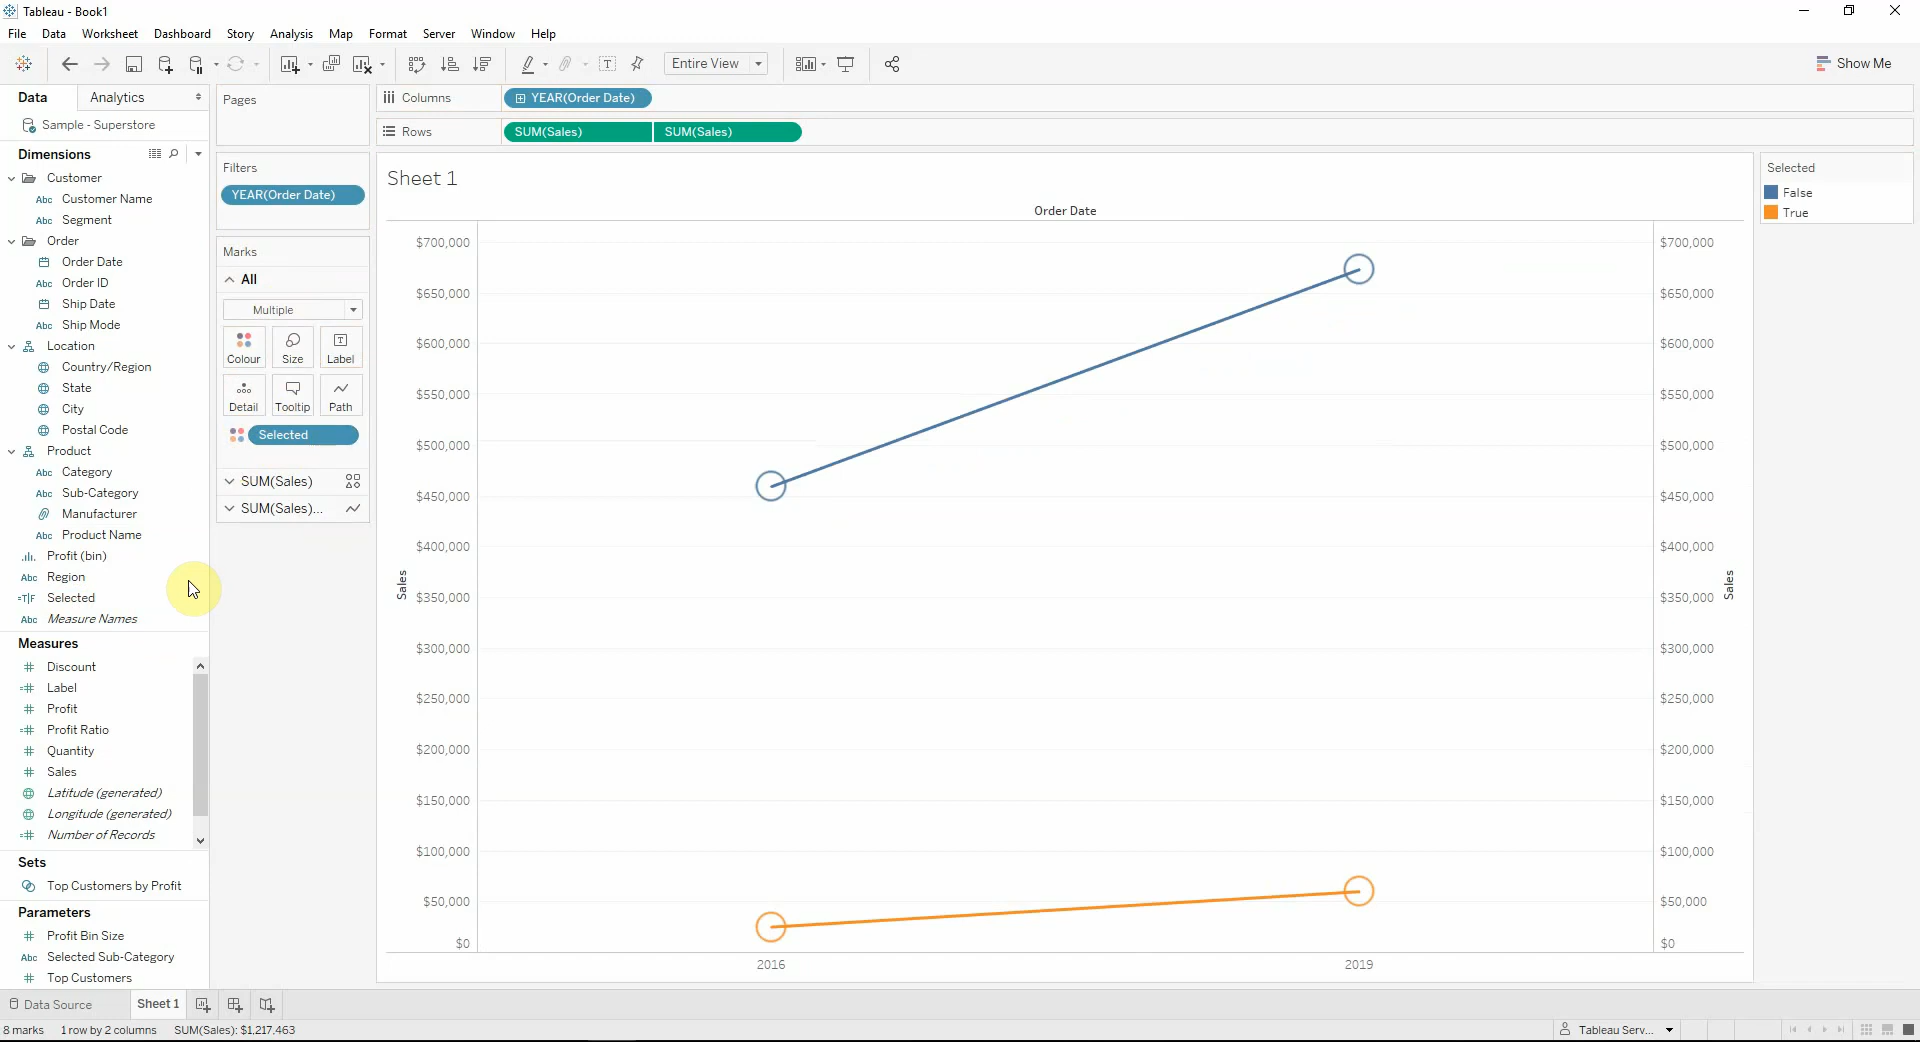 Tableau - Book1
File Data Worksheet Dashboard Story Analysis Map Format Server Window Help
Entire View
Show Me
Data Analytics
Sample - Superstore
Dimensions
Customer
Abc Customer Name
Abc Segment
Order
Order Date
Abc Order ID
Ship Date
Abc Ship Mode
Location
Country/Region
State
City
Postal Code
Product
Abc Category
Abc Sub-Category
Manufacturer
Abc Product Name
Profit (bin)
Abc Region
=T|F Selected
Abc Measure Names
Measures
# Discount
=# Label
# Profit
=# Profit Ratio
# Quantity
# Sales
Latitude (generated)
Longitude (generated)
=# Number of Records
Sets
Top Customers by Profit
Parameters
# Profit Bin Size
Abc Selected Sub-Category
# Top Customers
Pages
Filters
YEAR(Order Date)
Marks
All
Multiple
Colour Size Label
Detail Tooltip Path
Selected
SUM(Sales)
SUM(Sales)...
Columns YEAR(Order Date)
Rows SUM(Sales) SUM(Sales)
Sheet 1
Order Date
$700,000
$650,000
$600,000
$550,000
$500,000
$450,000
$400,000
$350,000
$300,000
$250,000
$200,000
$150,000
$100,000
$50,000
$0
Sales
2016 2019
$700,000
$650,000
$600,000
$550,000
$500,000
$450,000
$400,000
$350,000
$300,000
$250,000
$200,000
$150,000
$100,000
$50,000
$0
Sales
Selected
False
True
Data Source Sheet 1
8 marks 1 row by 2 columns SUM(Sales): $1,217,463
Tableau Serv...